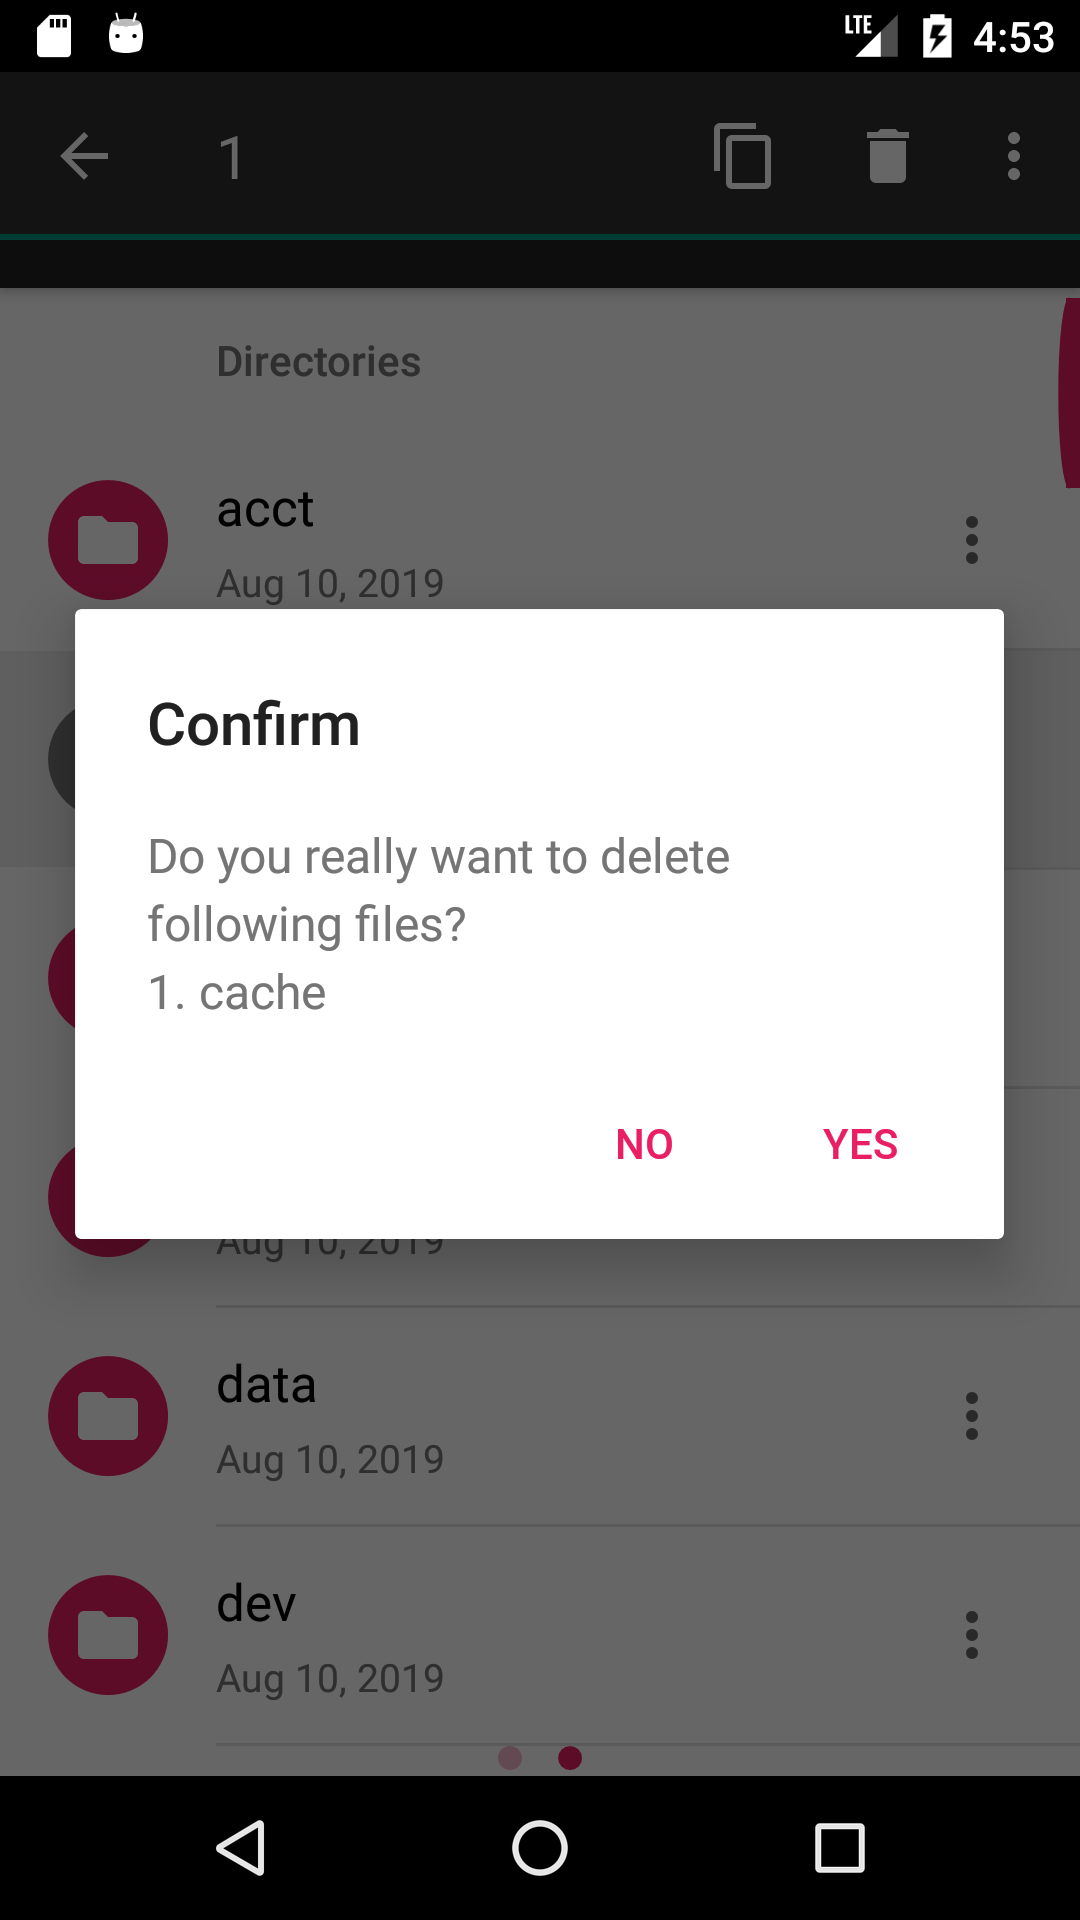 LTE 4:53
1
Directories
acct
Aug 10, 2019
Confirm
Do you really want to delete
following files?
1. cache
NO YES
Aug 10, 2019
data
Aug 10, 2019
dev
Aug 10, 2019